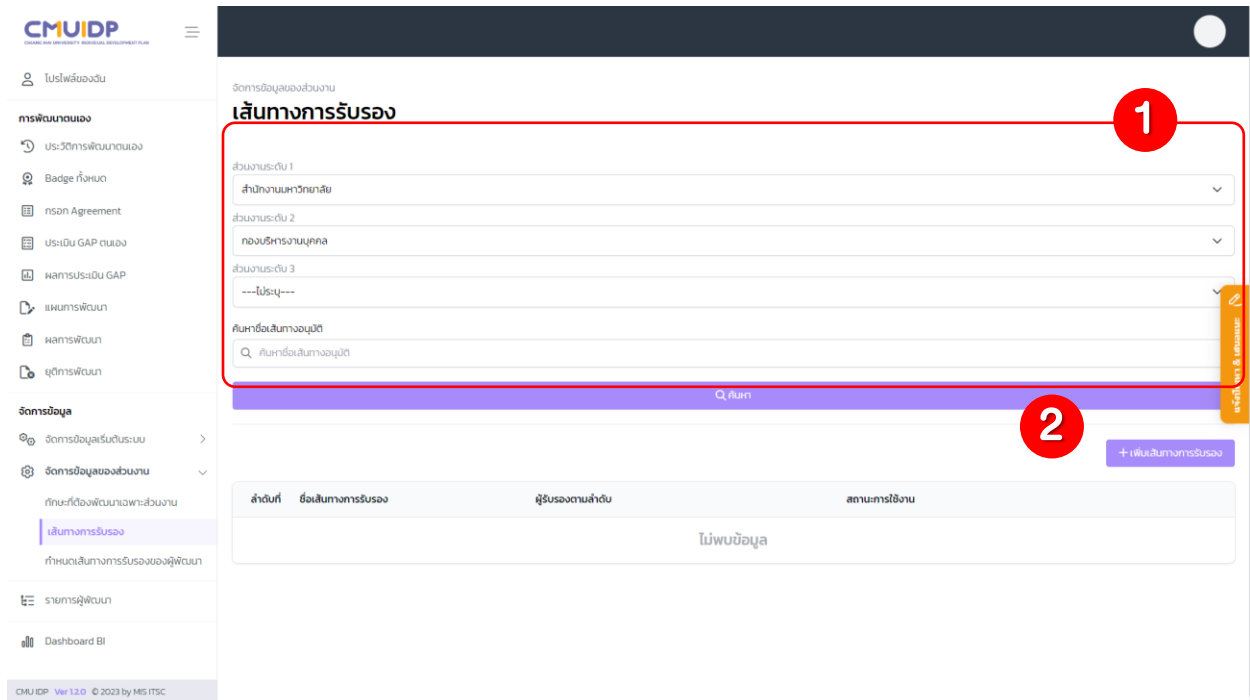 CMUIDP
CHIANG MAI UNIVERSITY INDIVIDUAL DEVELOPMENT PLAN
โปรไฟล์ของฉัน
การพัฒนาตนเอง
ประวัติการพัฒนาตนเอง
Badge ทั้งหมด
กรอก Agreement
ประเมิน GAP ตนเอง
ผลการประเมิน GAP
แผนการพัฒนา
ผลการพัฒนา
ยุติการพัฒนา
จัดการข้อมูล
จัดการข้อมูลเริ่มต้นระบบ
จัดการข้อมูลของส่วนงาน
ทักษะที่ต้องพัฒนาเฉพาะส่วนงาน
เส้นทางการรับรอง
กำหนดเส้นทางการรับรองของผู้พัฒนา
รายการผู้พัฒนา
Dashboard BI
CMU IDP Ver 1.2.0 © 2023 by MIS ITSC
จัดการข้อมูลของส่วนงาน
เส้นทางการรับรอง
1
ส่วนงานระดับ 1
สำนักงานมหาวิทยาลัย
ส่วนงานระดับ 2
กองบริหารงานบุคคล
ส่วนงานระดับ 3
---ไม่ระบุ---
ค้นหาชื่อเส้นทางอนุมัติ
ค้นหาชื่อเส้นทางอนุมัติ
ค้นหา
แจ้งปัญหา & เสนอแนะ
2
+ เพิ่มเส้นทางการรับรอง
ลำดับที่ ชื่อเส้นทางการรับรอง ผู้รับรองตามลำดับ สถานะการใช้งาน
ไม่พบข้อมูล